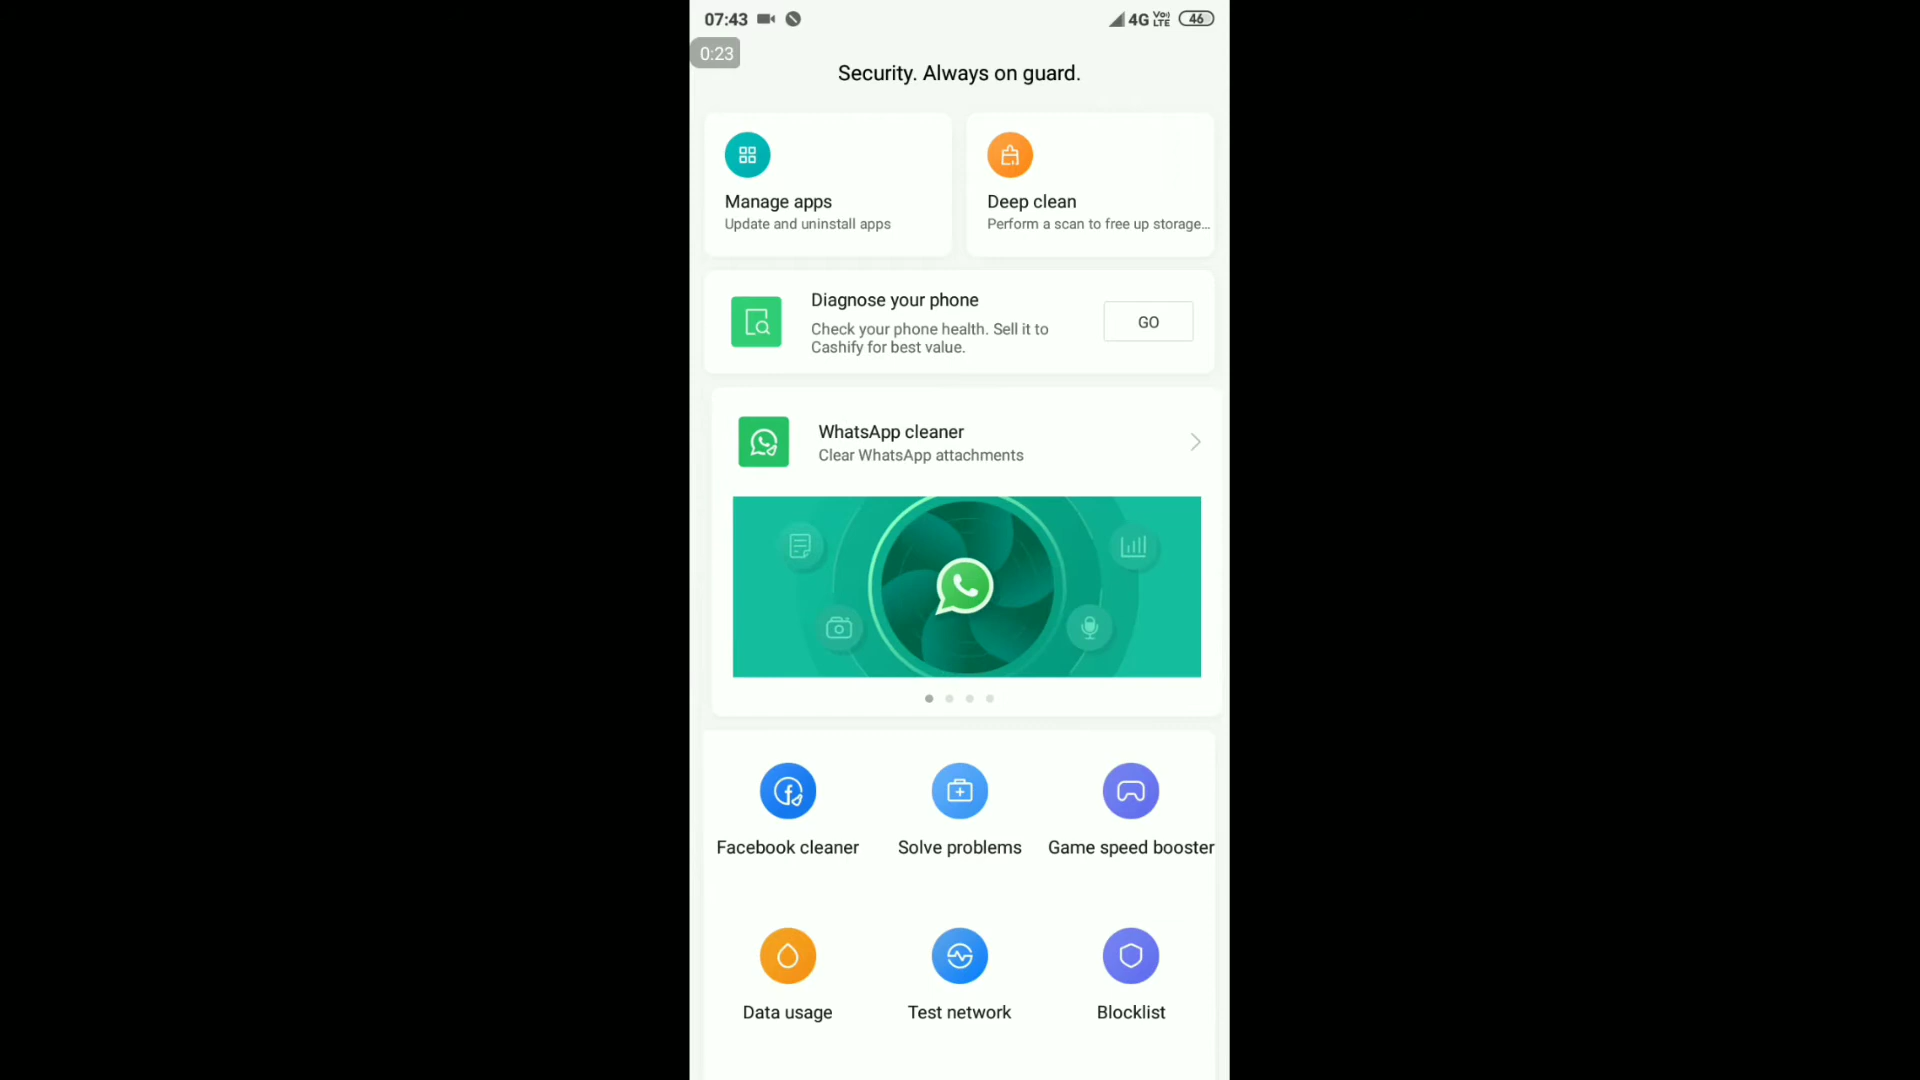 07:43
4G Vo) LTE 46
0:23
Security. Always on guard.
Manage apps
Update and uninstall apps
Deep clean
Perform a scan to free up storage...
Diagnose your phone
Check your phone health. Sell it to
Cashify for best value.
GO
WhatsApp cleaner
Clear WhatsApp attachments
Facebook cleaner
Solve problems
Game speed booster
Data usage
Test network
Blocklist